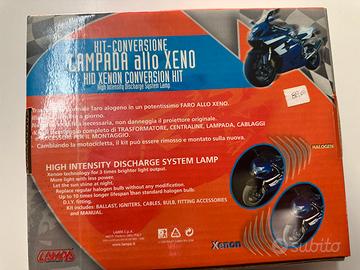 KIT-CONVERSIONE
LAMPADA allo XENO
HID XENON CONVERSION KIT
High Intensity Discharge System Lamp
faro alogeno in un potentissimo FARO ALLO XENO.
a giorno.
necessaria, non danneggia il proiettore originale.
completo di TRASFORMATORE, CENTRALINE, LAMPADA, CABLAGGI
PER IL MONTAGGIO.
Cambiando la motocicletta, il kit può essere rimosso e montato sulla nuova.
HALOGEN
HIGH INTENSITY DISCHARGE SYSTEM LAMP
Xenon technology for 3 times brighter light output.
More light with less power.
Let the sun shine at night.
Replace regular halogen bulb without any modification.
Up to 10 times longer lifespan than standard halogen bulb.
D.I.Y. fitting.
Kit includes: BALLAST, IGNITERS, CABLES, BULB, FITTING ACCESSORIES
and MANUAL.
LAMPA
LAMPA S.p.A.
Xenon
subito